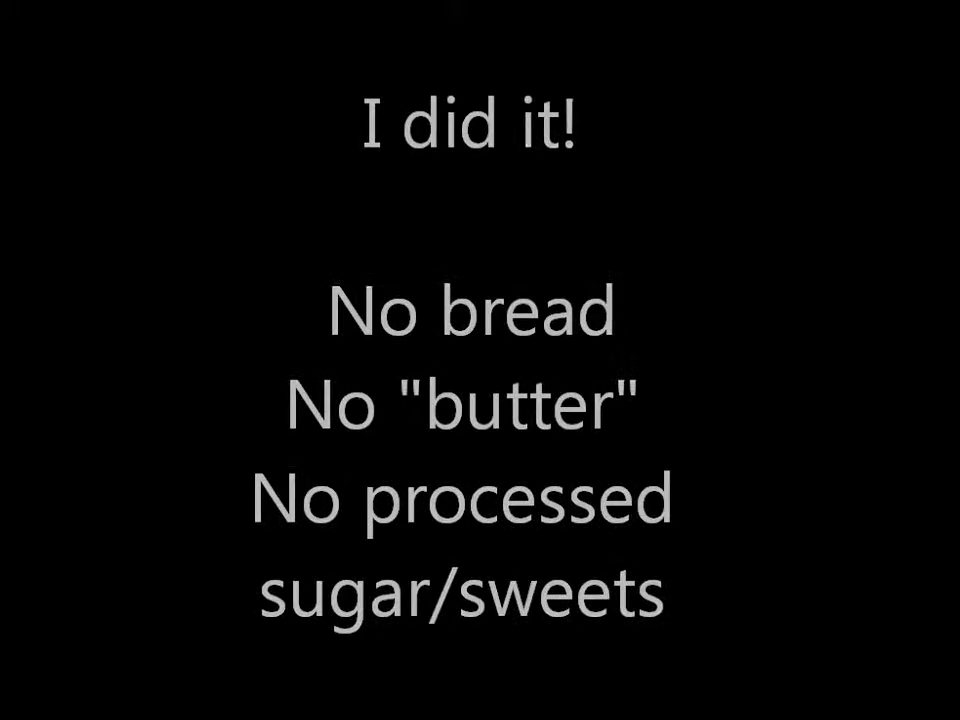 I did it!
No bread
No "butter"
No processed
sugar/sweets